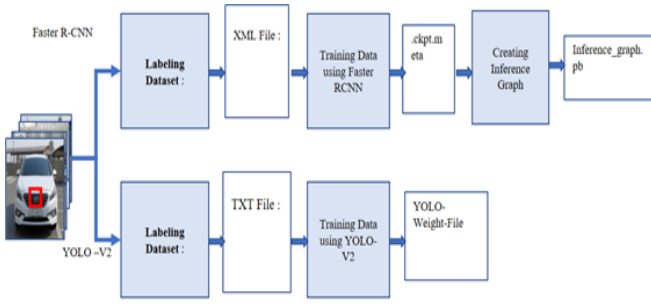 Faster R-CNN
Labeling
Dataset :
XML File :
Training Data
using Faster
RCNN
.ckpt.m
eta
Creating
Inference
Graph
Inference_graph.
pb
YOLO –V2
Labeling
Dataset :
TXT File :
Training Data
using YOLO-
V2
YOLO-
Weight-File